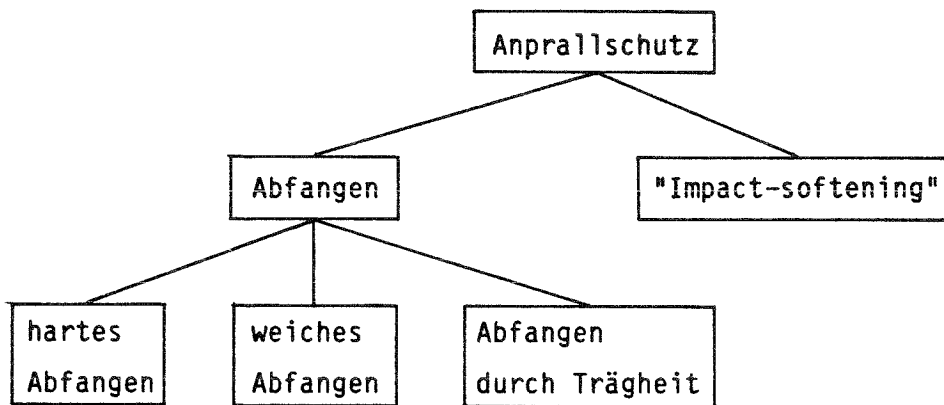 Anprallschutz
Abfangen
"Impact-softening"
hartes
Abfangen
weiches
Abfangen
Abfangen
durch Trägheit